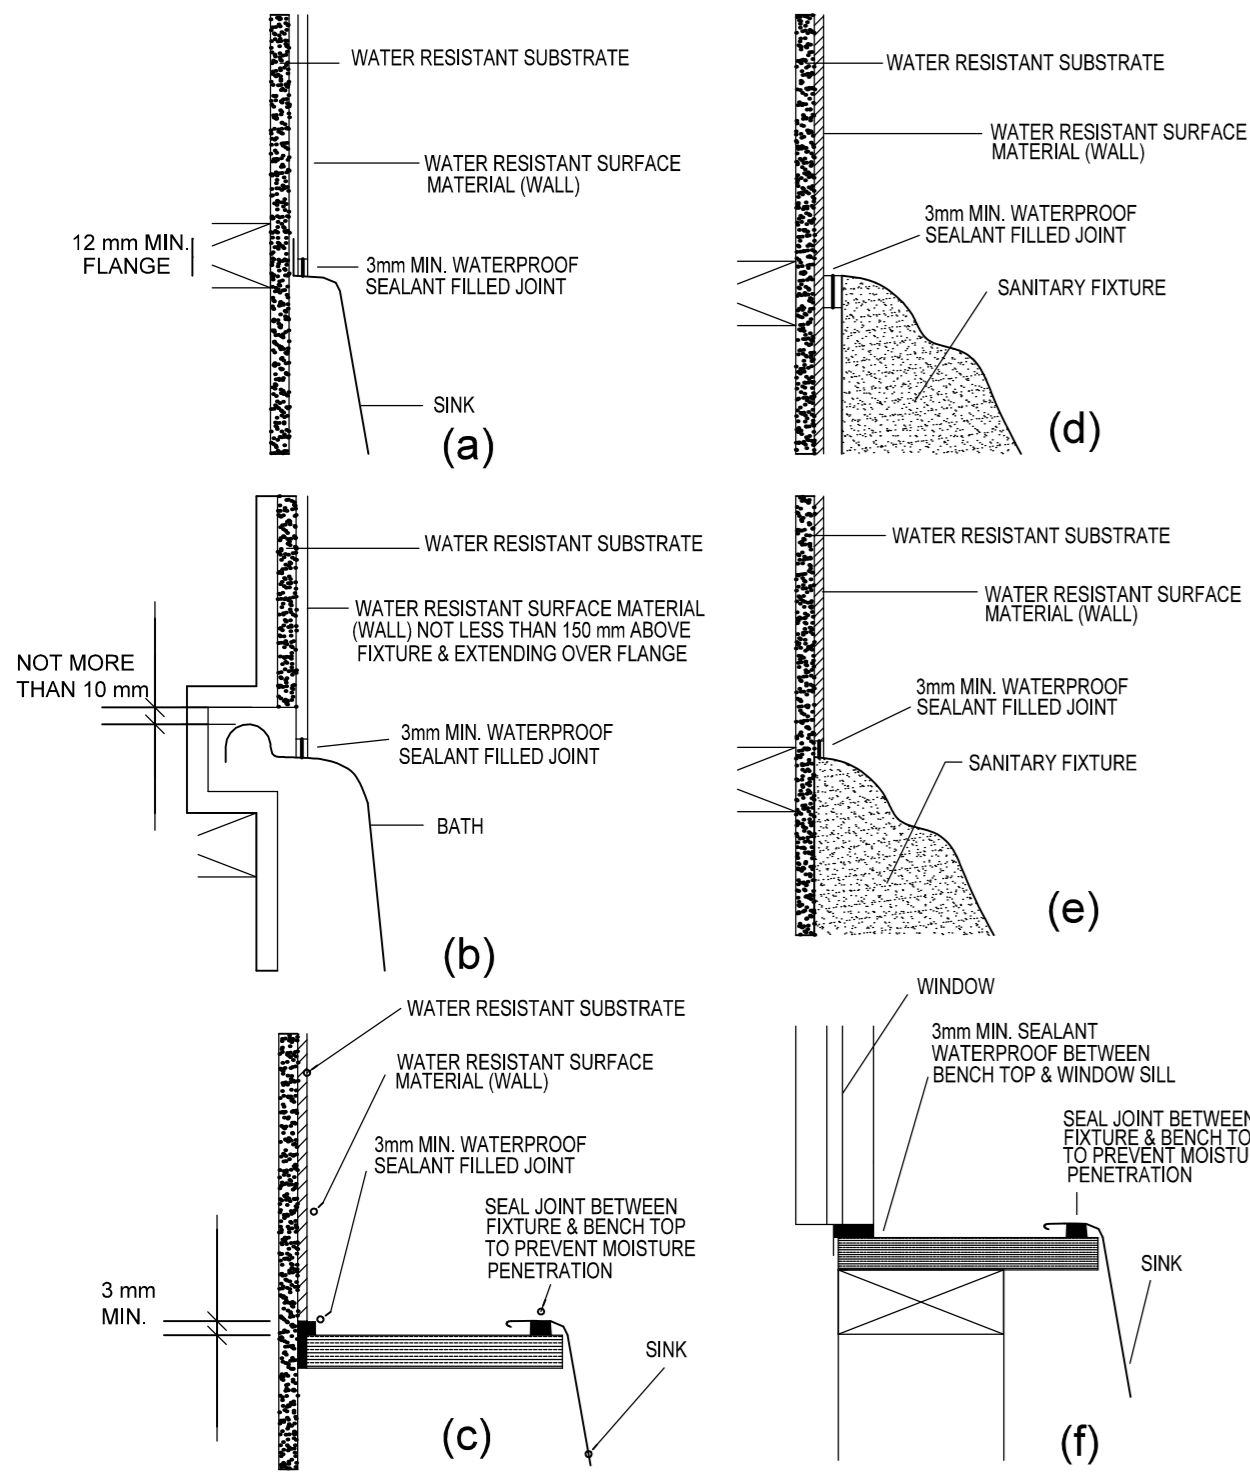 WATER RESISTANT SUBSTRATE
WATER RESISTANT SURFACE
MATERIAL (WALL)
12 mm MIN.
FLANGE
3mm MIN. WATERPROOF
SEALANT FILLED JOINT
SINK
(a)
WATER RESISTANT SUBSTRATE
WATER RESISTANT SURFACE
MATERIAL (WALL)
3mm MIN. WATERPROOF
SEALANT FILLED JOINT
SANITARY FIXTURE
(d)
WATER RESISTANT SUBSTRATE
WATER RESISTANT SURFACE MATERIAL
(WALL) NOT LESS THAN 150 mm ABOVE
FIXTURE & EXTENDING OVER FLANGE
NOT MORE
THAN 10 mm
3mm MIN. WATERPROOF
SEALANT FILLED JOINT
BATH
(b)
WATER RESISTANT SUBSTRATE
WATER RESISTANT SURFACE
MATERIAL (WALL)
3mm MIN. WATERPROOF
SEALANT FILLED JOINT
SANITARY FIXTURE
(e)
WATER RESISTANT SUBSTRATE
WATER RESISTANT SURFACE
MATERIAL (WALL)
3mm MIN. WATERPROOF
SEALANT FILLED JOINT
SEAL JOINT BETWEEN
FIXTURE & BENCH TOP
TO PREVENT MOISTURE
PENETRATION
3 mm
MIN.
SINK
(c)
WINDOW
3mm MIN. SEALANT
WATERPROOF BETWEEN
BENCH TOP & WINDOW SILL
SEAL JOINT BETWEEN
FIXTURE & BENCH TO
TO PREVENT MOISTU
PENETRATION
SINK
(f)